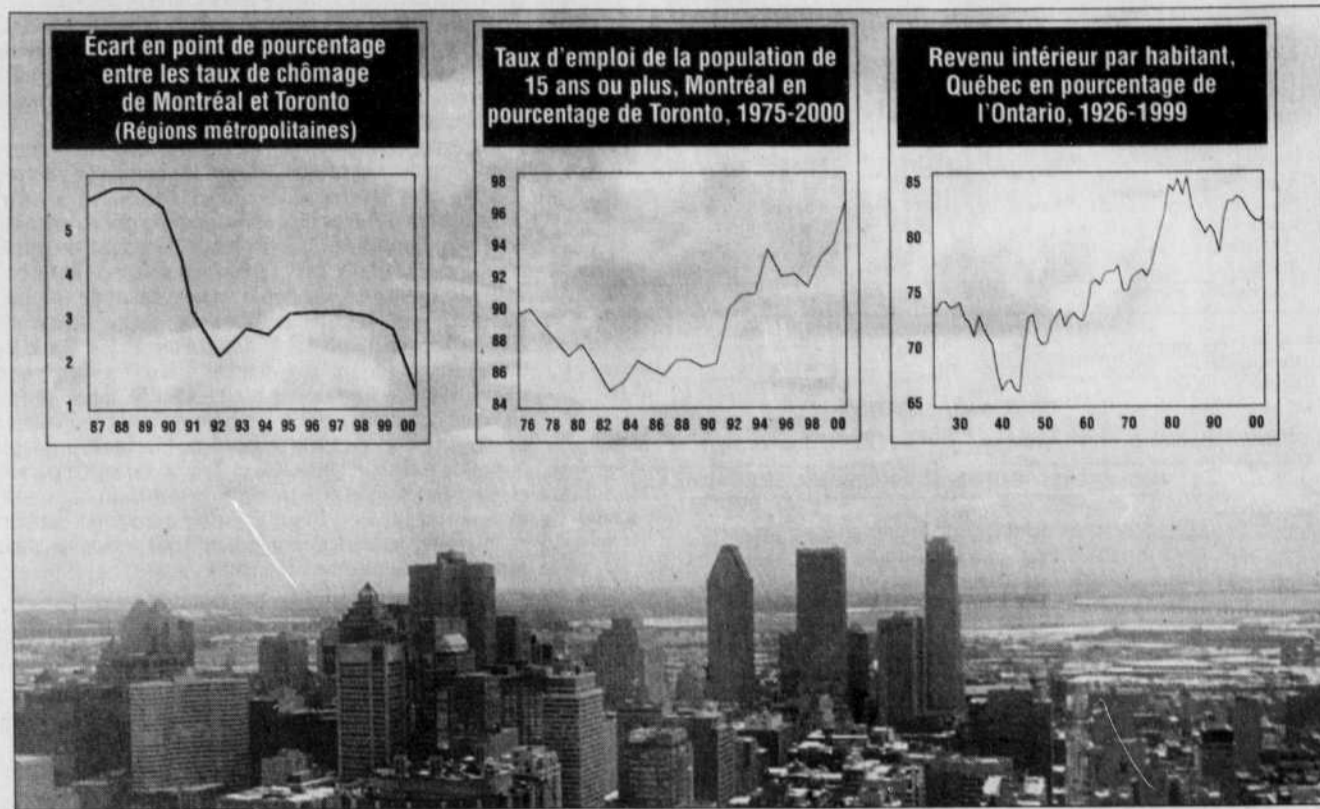 Écart en point de pourcentage
entre les taux de chômage
de Montréal et Toronto
(Régions métropolitaines)
5
4
3
2
1
87 88 89 90 91 92 93 94 95 96 97 98 99 00
Taux d'emploi de la population de
15 ans ou plus, Montréal en
pourcentage de Toronto, 1975-2000
98
96
94
92
90
88
86
84
76 78 80 82 84 86 88 90 92 94 96 98 00
Revenu intérieur par habitant,
Québec en pourcentage de
l'Ontario, 1926-1999
85
80
75
70
65
30 40 50 60 70 80 90 00